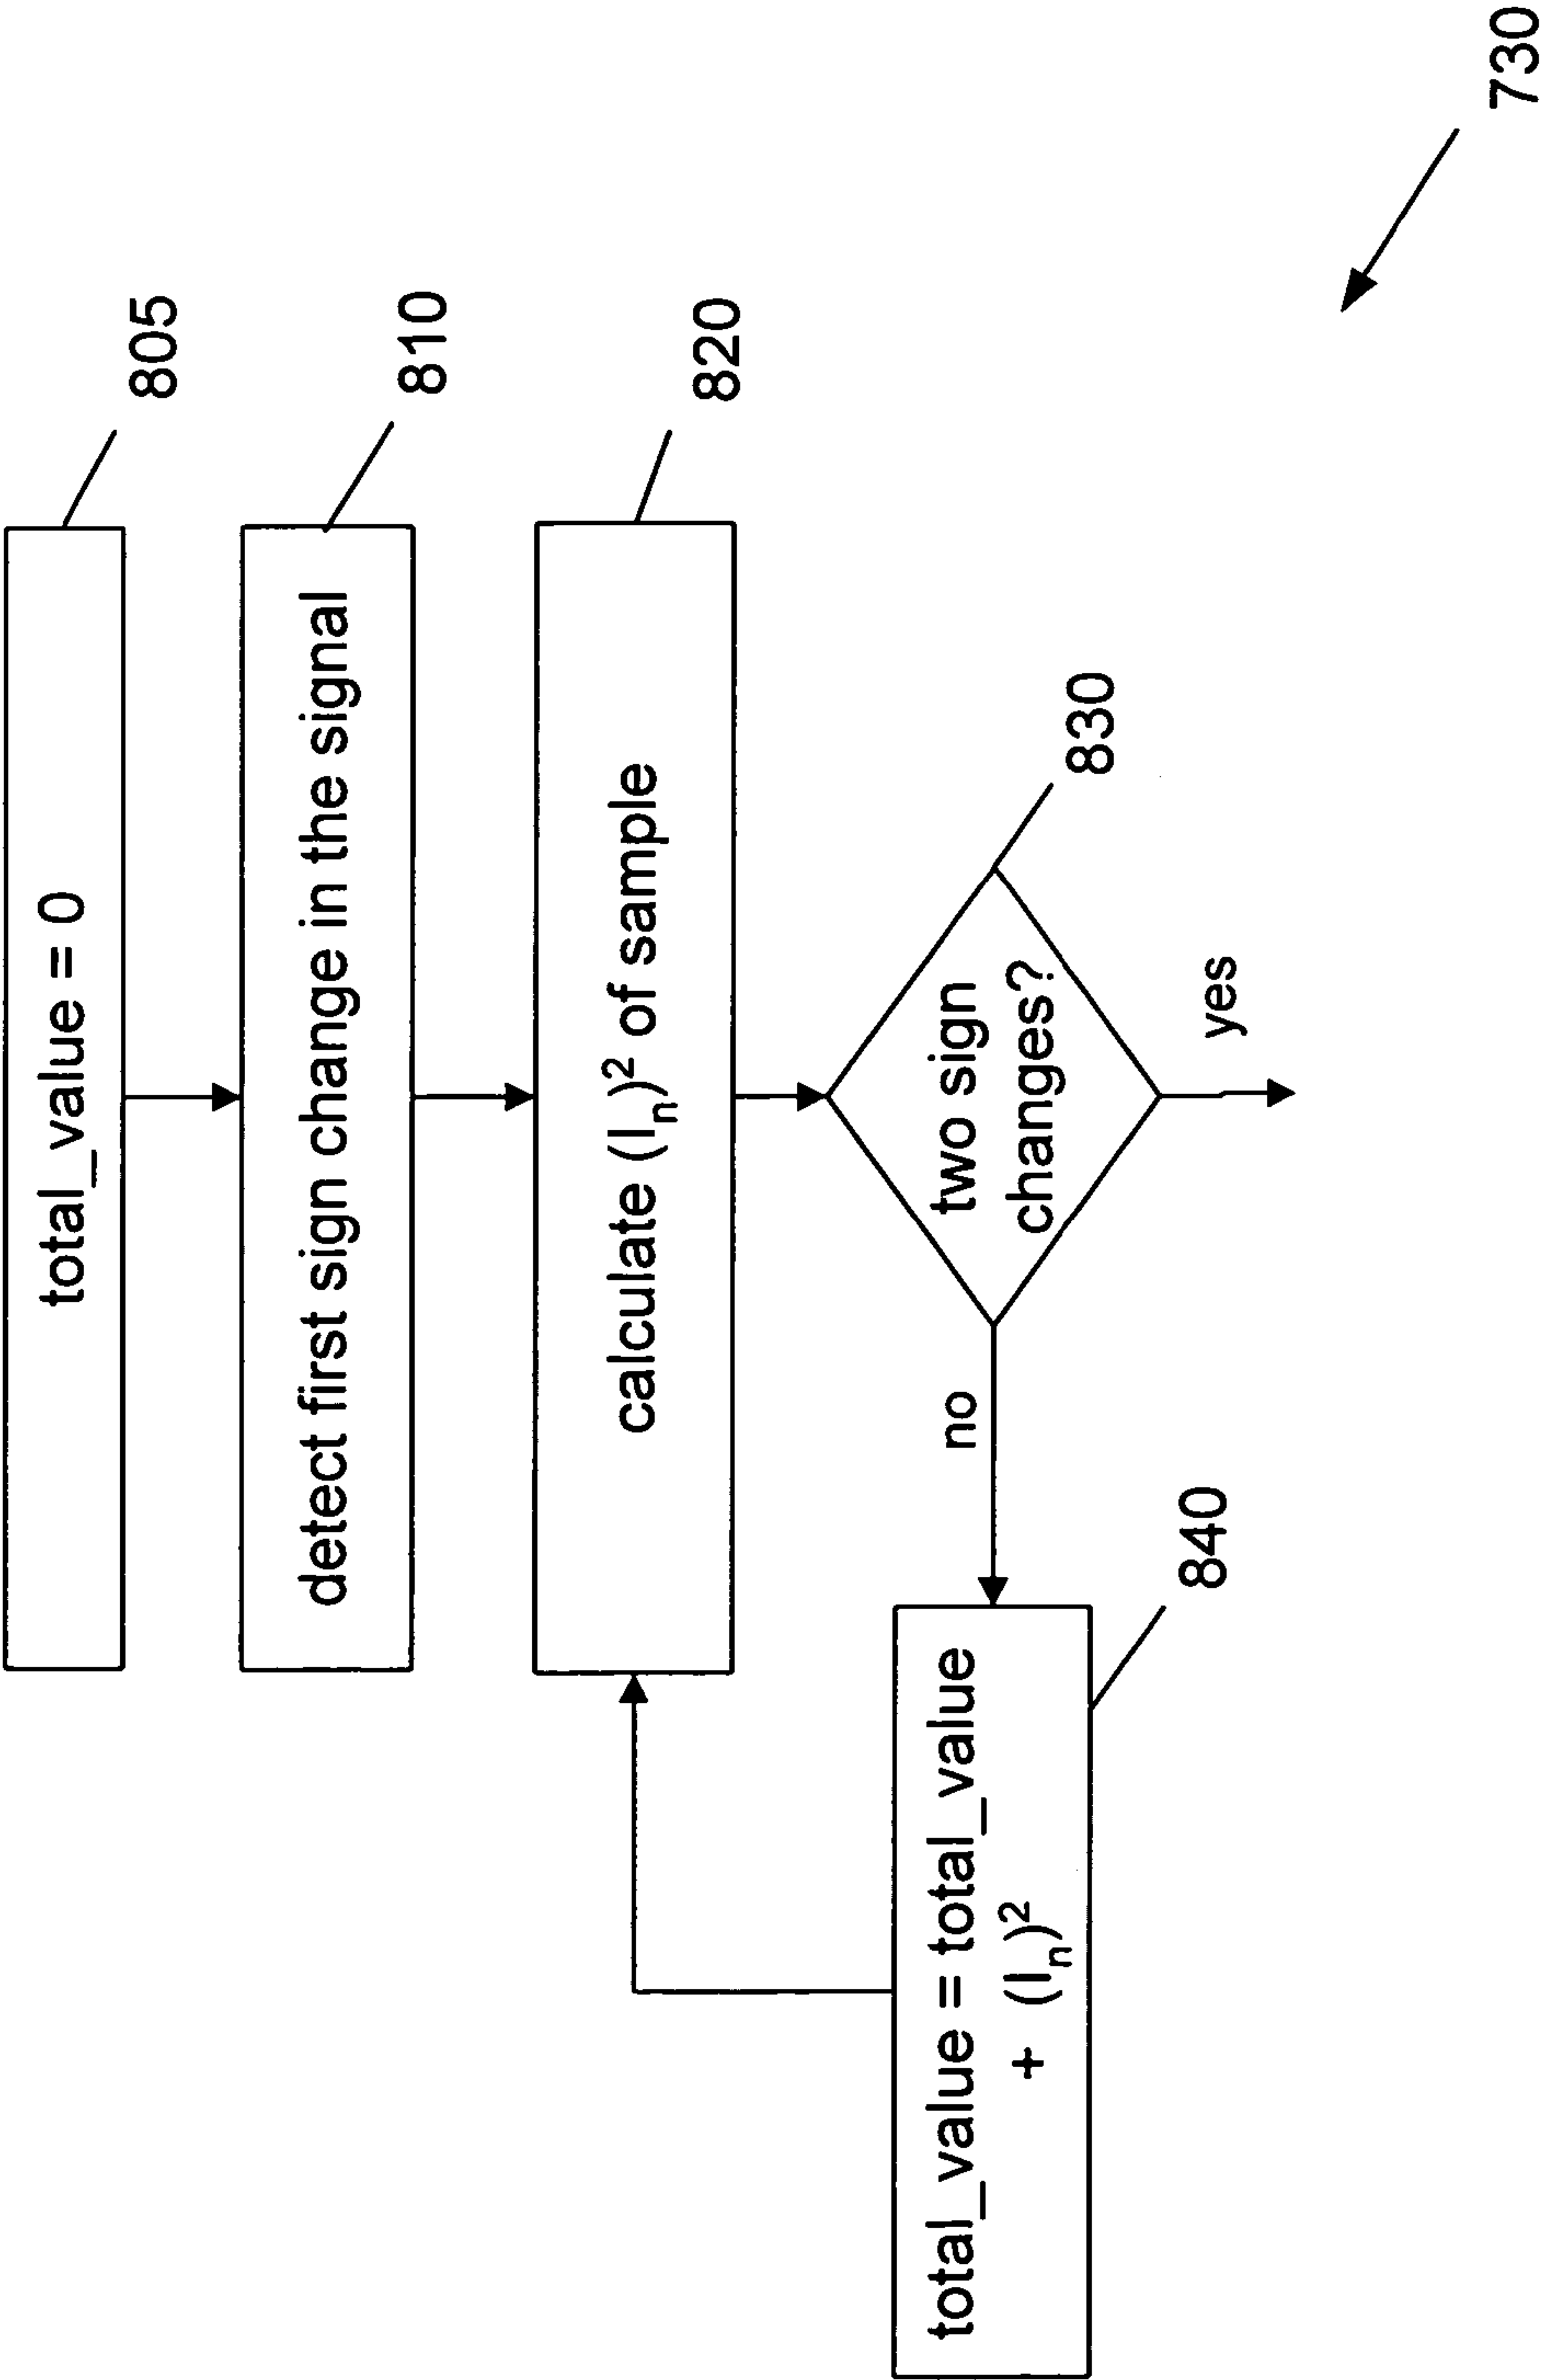 total_value = 0
805
detect first sign change in the signal
810
calculate (Iₙ)² of sample
820
two sign
changes?
830
no
yes
total_value = total_value
+ (Iₙ)²
840
730